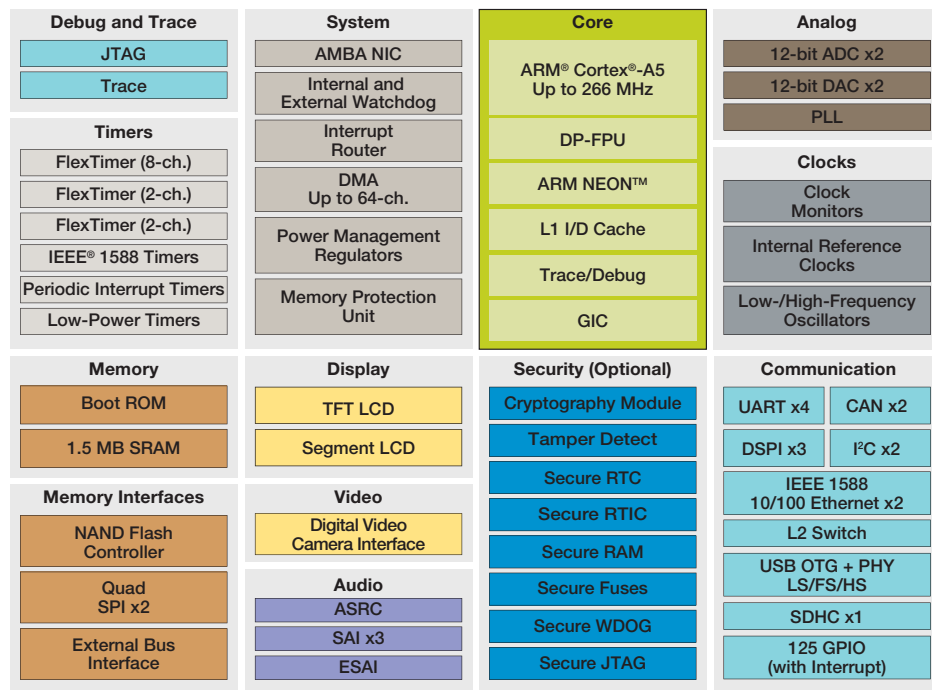 Debug and Trace
JTAG
Trace
Timers
FlexTimer (8-ch.)
FlexTimer (2-ch.)
FlexTimer (2-ch.)
IEEE® 1588 Timers
Periodic Interrupt Timers
Low-Power Timers
System
AMBA NIC
Internal and
External Watchdog
Interrupt
Router
DMA
Up to 64-ch.
Power Management
Regulators
Memory Protection
Unit
Core
ARM® Cortex®-A5
Up to 266 MHz
DP-FPU
ARM NEON™
L1 I/D Cache
Trace/Debug
GIC
Analog
12-bit ADC x2
12-bit DAC x2
PLL
Clocks
Clock
Monitors
Internal Reference
Clocks
Low-/High-Frequency
Oscillators
Memory
Boot ROM
1.5 MB SRAM
Memory Interfaces
NAND Flash
Controller
Quad
SPI x2
External Bus
Interface
Display
TFT LCD
Segment LCD
Video
Digital Video
Camera Interface
Audio
ASRC
SAI x3
ESAI
Security (Optional)
Cryptography Module
Tamper Detect
Secure RTC
Secure RTIC
Secure RAM
Secure Fuses
Secure WDOG
Secure JTAG
Communication
UART x4
CAN x2
DSPI x3
I²C x2
IEEE 1588
10/100 Ethernet x2
L2 Switch
USB OTG + PHY
LS/FS/HS
SDHC x1
125 GPIO
(with Interrupt)